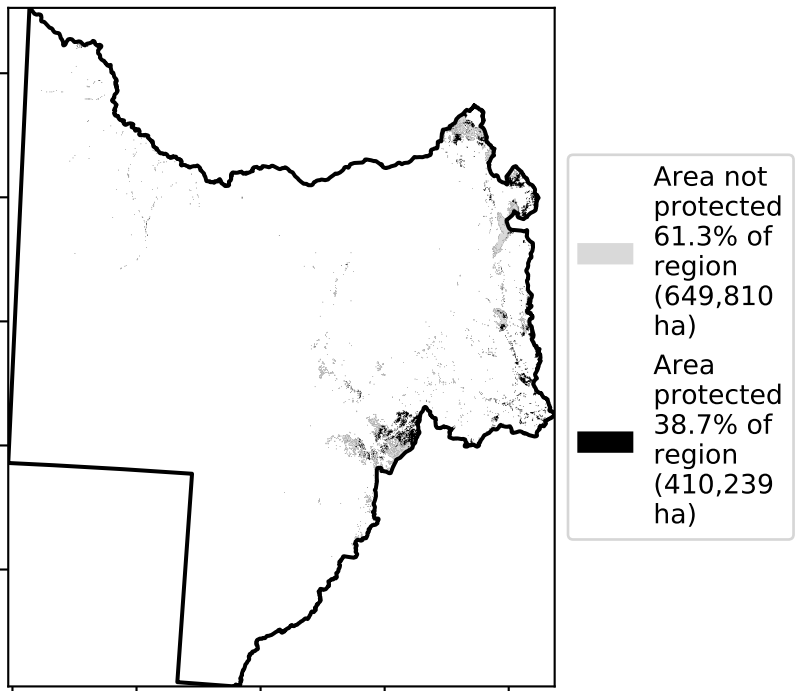 Area not
protected
61.3% of
region
(649,810
ha)
Area
protected
38.7% of
region
(410,239
ha)